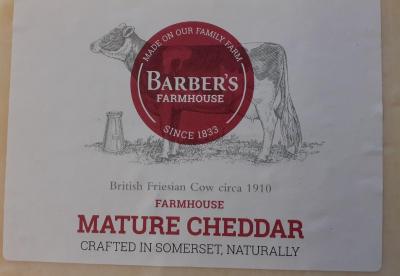 MADE ON OUR FAMILY FARM
BARBER'S
FARMHOUSE
SINCE 1833
British Friesian Cow circa 1910
FARMHOUSE
MATURE CHEDDAR
CRAFTED IN SOMERSET, NATURALLY